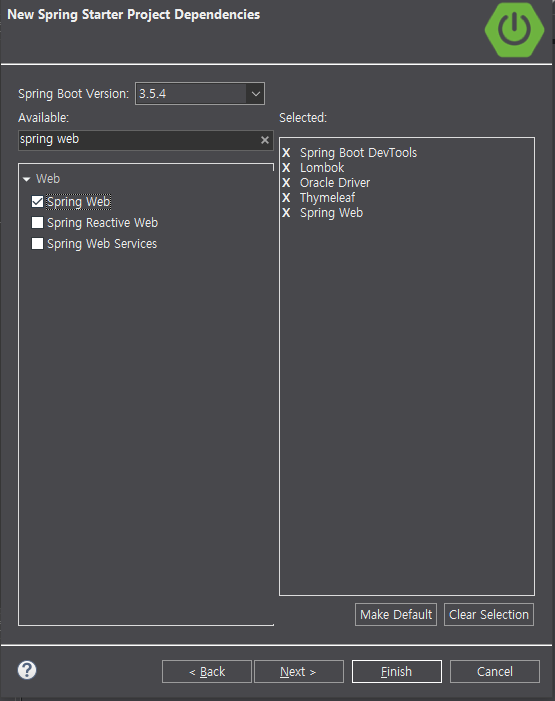 New Spring Starter Project Dependencies
Spring Boot Version: 3.5.4
Available:
spring web
Web
Spring Web
Spring Reactive Web
Spring Web Services
Selected:
X Spring Boot DevTools
X Lombok
X Oracle Driver
X Thymeleaf
X Spring Web
Make Default Clear Selection
? < Back Next > Finish Cancel